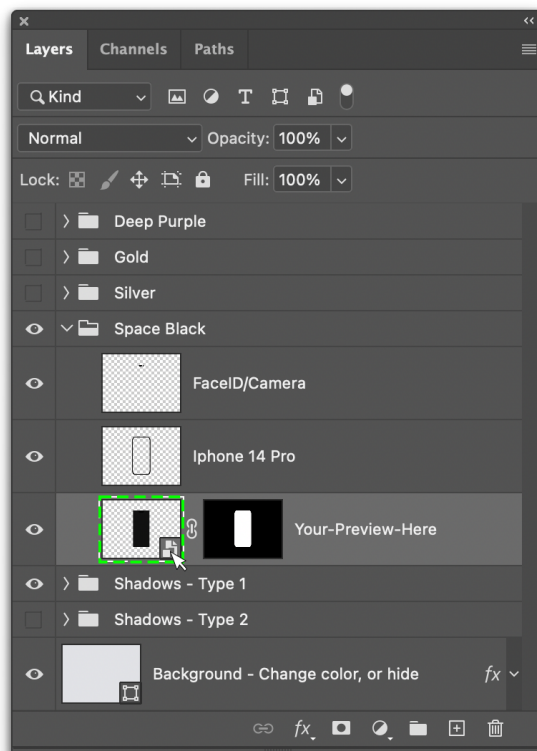 Layers Channels Paths
Kind
Normal Opacity: 100%
Lock: Fill: 100%
Deep Purple
Gold
Silver
Space Black
FaceID/Camera
Iphone 14 Pro
Your-Preview-Here
Shadows - Type 1
Shadows - Type 2
Background - Change color, or hide fx
fx